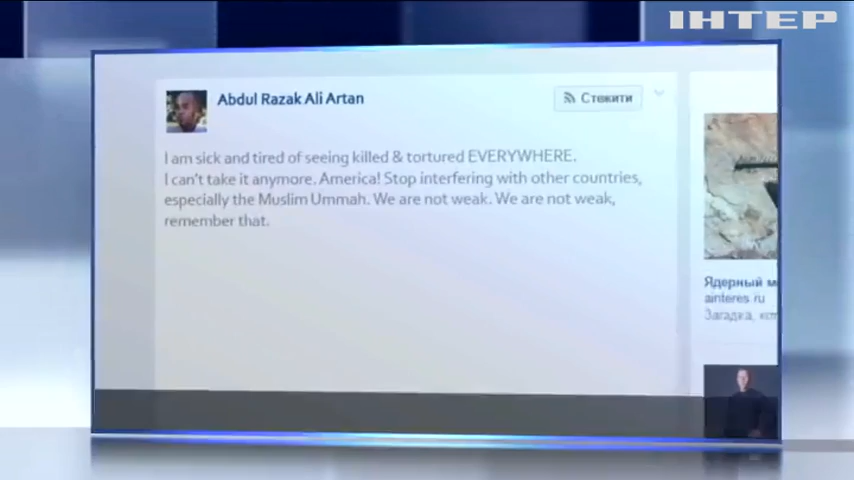 ІНТЕР
Abdul Razak Ali Artan
Стежити
I am sick and tired of seeing killed & tortured EVERYWHERE.
I can't take it anymore. America! Stop interfering with other countries,
especially the Muslim Ummah. We are not weak. We are not weak,
remember that.
Ядерный м
ainteres.ru
Загадка, кот